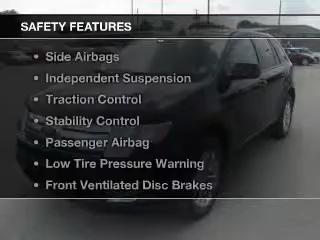 SAFETY FEATURES
• Side Airbags
• Independent Suspension
• Traction Control
• Stability Control
• Passenger Airbag
• Low Tire Pressure Warning
• Front Ventilated Disc Brakes